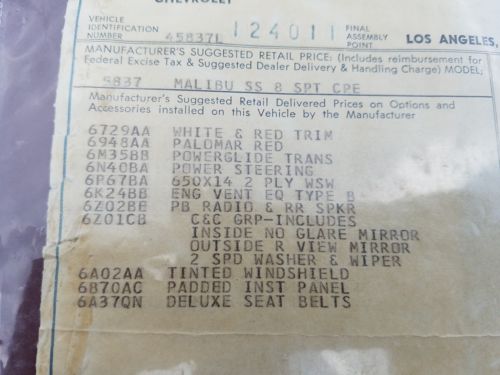 CHEVROLET
VEHICLE IDENTIFICATION NUMBER 45837L 124011 FINAL ASSEMBLY POINT LOS ANGELES,
MANUFACTURER'S SUGGESTED RETAIL PRICE: (Includes reimbursement for
Federal Excise Tax & Suggested Dealer Delivery & Handling Charge) MODEL:
5837 MALIBU SS 8 SPT CPE
Manufacturer's Suggested Retail Delivered Prices on Options and
Accessories installed on this Vehicle by the Manufacturer
6729AA WHITE & RED TRIM
6948AA PALOMAR RED
6M35BB POWERGLIDE TRANS
6N40BA POWER STEERING
6P67BA 650X14 2 PLY WSW
6K24BB ENG VENT EQ TYPE B
6Z02BE PB RADIO & RR SPKR
6Z01CB C&C GRP-INCLUDES
INSIDE NO GLARE MIRROR
OUTSIDE R VIEW MIRROR
2 SPD WASHER & WIPER
6A02AA TINTED WINDSHIELD
6B70AC PADDED INST PANEL
6A37QN DELUXE SEAT BELTS